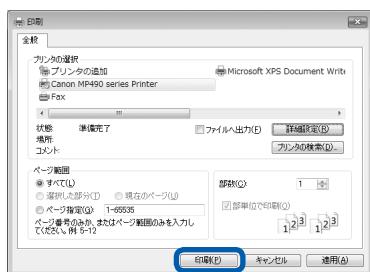 印刷
全般
プリンタの選択
プリンタの追加
Microsoft XPS Document Write
Canon MP490 series Printer
Fax
状態: 準備完了
場所:
コメント:
ファイルへ出力(F)
詳細設定(R)
プリンタの検索(D)...
ページ範囲
すべて(L)
選択した部分(T) 現在のページ(U)
ページ指定(G): 1-65535
ページ番号のみか、またはページ範囲のみを入力し
てください。例 5-12
部数(C): 1
部単位で印刷(O)
1 2 3 1 2 3
印刷(P) キャンセル 適用(A)